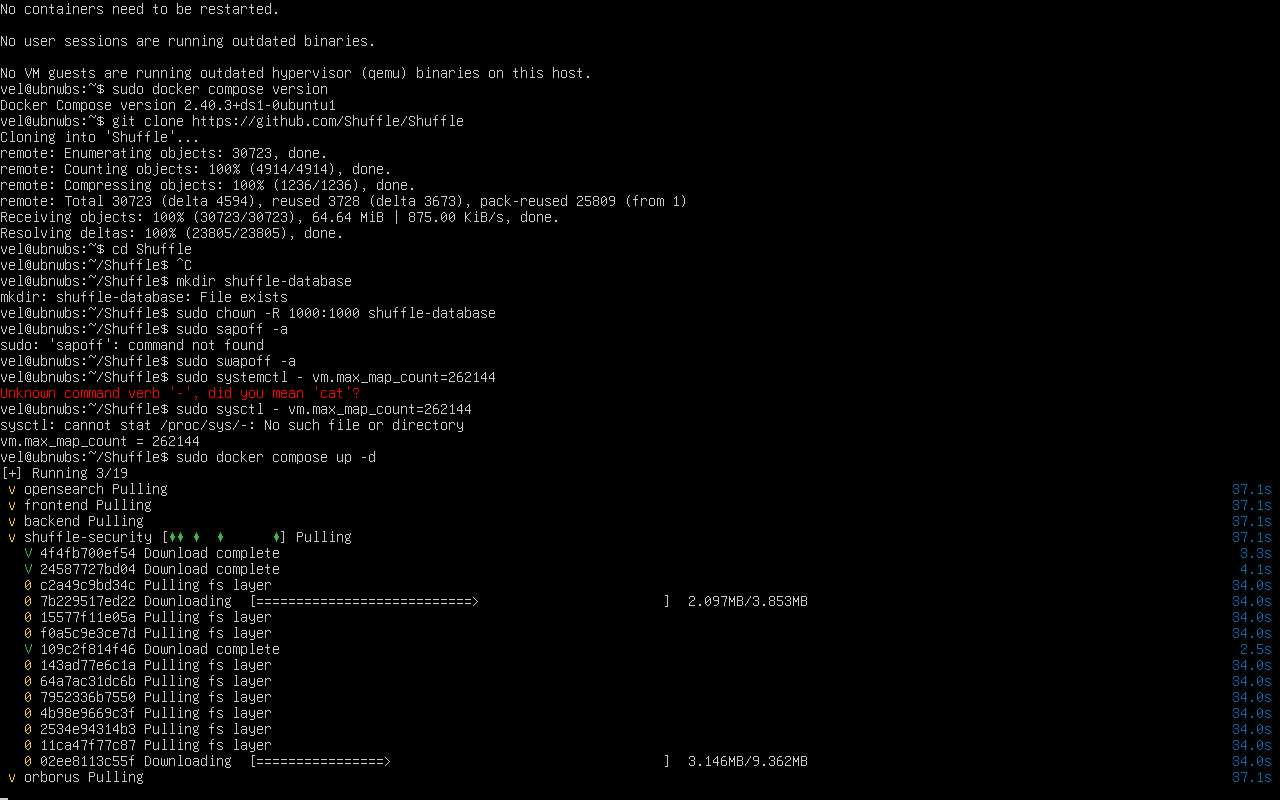 No containers need to be restarted.
No user sessions are running outdated binaries.
No VM guests are running outdated hypervisor (qemu) binaries on this host.
vel@ubnwbs:~$ sudo docker compose version
Docker Compose version 2.40.3+ds1-0ubuntu1
vel@ubnwbs:~$ git clone https://github.com/Shuffle/Shuffle
Cloning into 'Shuffle'...
remote: Enumerating objects: 30723, done.
remote: Counting objects: 100% (4914/4914), done.
remote: Compressing objects: 100% (1236/1236), done.
remote: Total 30723 (delta 4594), reused 3728 (delta 3673), pack-reused 25809 (from 1)
Receiving objects: 100% (30723/30723), 64.64 MiB | 875.00 KiB/s, done.
Resolving deltas: 100% (23805/23805), done.
vel@ubnwbs:~$ cd Shuffle
vel@ubnwbs:~/Shuffle$ ^C
vel@ubnwbs:~/Shuffle$ mkdir shuffle-database
mkdir: shuffle-database: File exists
vel@ubnwbs:~/Shuffle$ sudo chown -R 1000:1000 shuffle-database
vel@ubnwbs:~/Shuffle$ sudo sapoff -a
sudo: 'sapoff': command not found
vel@ubnwbs:~/Shuffle$ sudo swapoff -a
vel@ubnwbs:~/Shuffle$ sudo systemctl - vm.max_map_count=262144
Unknown command verb '-', did you mean 'cat'?
vel@ubnwbs:~/Shuffle$ sudo sysctl - vm.max_map_count=262144
sysctl: cannot stat /proc/sys/-: No such file or directory
vm.max_map_count = 262144
vel@ubnwbs:~/Shuffle$ sudo docker compose up -d
[+] Running 3/19
v opensearch Pulling 37.1s
v frontend Pulling 37.1s
v backend Pulling 37.1s
v shuffle-security [♦♦ ♦  ♦      ♦] Pulling 37.1s
V 4f4fb700ef54 Download complete 3.3s
V 24587727bd04 Download complete 4.1s
0 c2a49c9bd34c Pulling fs layer 34.0s
0 7b229517ed22 Downloading  [===========================>                       ]  2.097MB/3.853MB 34.0s
0 15577f11e05a Pulling fs layer 34.0s
0 f0a5c9e3ce7d Pulling fs layer 34.0s
V 109c2f814f46 Download complete 2.5s
0 143ad77e6c1a Pulling fs layer 34.0s
0 64a7ac31dc6b Pulling fs layer 34.0s
0 7952336b7550 Pulling fs layer 34.0s
0 4b98e9669c3f Pulling fs layer 34.0s
0 2534e94314b3 Pulling fs layer 34.0s
0 11ca47f77c87 Pulling fs layer 34.0s
0 02ee8113c55f Downloading  [================>                                  ]  3.146MB/9.362MB 34.0s
v orborus Pulling 37.1s